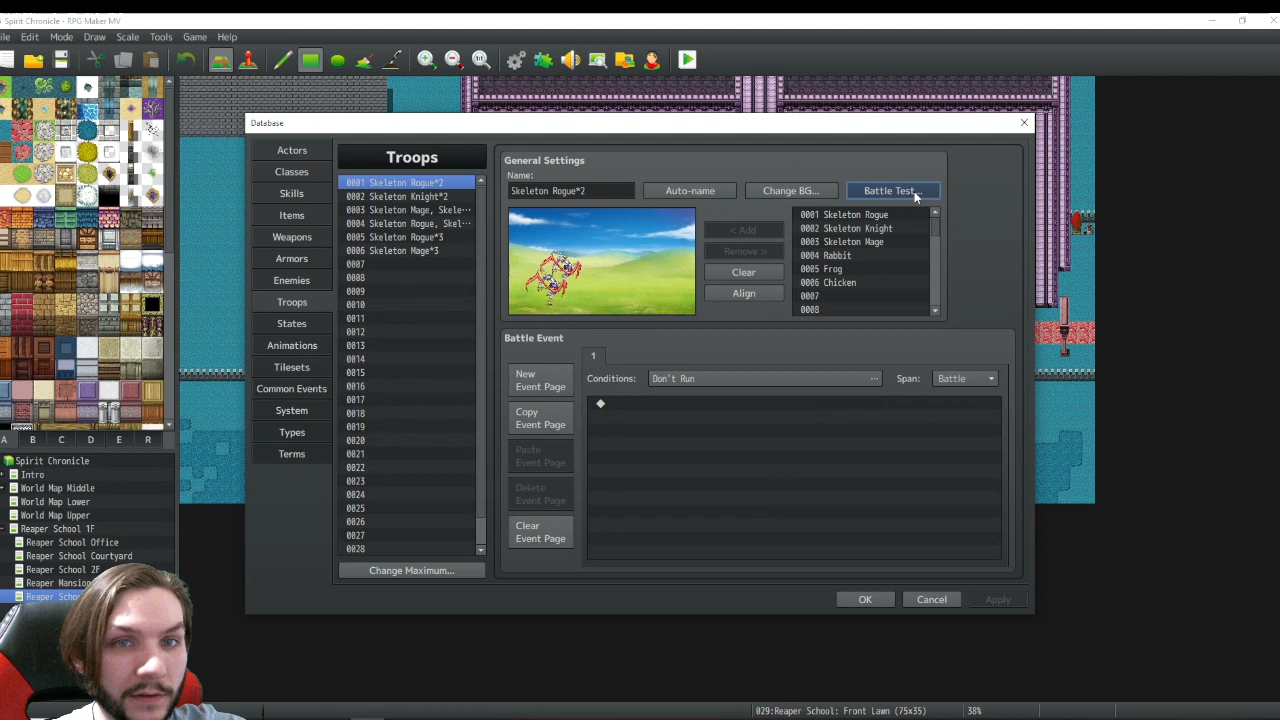 Spirit Chronicle - RPG Maker MV
ile Edit Mode Draw Scale Tools Game Help
Database
Actors
Classes
Skills
Items
Weapons
Armors
Enemies
Troops
States
Animations
Tilesets
Common Events
System
Types
Terms
Troops
0001 Skeleton Rogue*2
0002 Skeleton Knight*2
0003 Skeleton Mage, Skele⋯
0004 Skeleton Rogue, Skel⋯
0005 Skeleton Rogue*3
0006 Skeleton Mage*3
0007
0008
0009
0010
0011
0012
0013
0014
0015
0016
0017
0018
0019
0020
0021
0022
0023
0024
0025
0026
0027
0028
Change Maximum...
General Settings
Name:
Skeleton Rogue*2
Auto-name
Change BG...
Battle Test...
< Add
Remove >
Clear
Align
0001 Skeleton Rogue
0002 Skeleton Knight
0003 Skeleton Mage
0004 Rabbit
0005 Frog
0006 Chicken
0007
0008
Battle Event
1
New
Event Page
Copy
Event Page
Paste
Event Page
Delete
Event Page
Clear
Event Page
Conditions: Don't Run ... Span: Battle
OK Cancel Apply
A B C D E R
Spirit Chronicle
Intro
World Map Middle
World Map Lower
World Map Upper
Reaper School 1F
Reaper School Office
Reaper School Courtyard
Reaper School 2F
Reaper Mansion
Reaper Schoo
029:Reaper School: Front Lawn (75x35) 38%